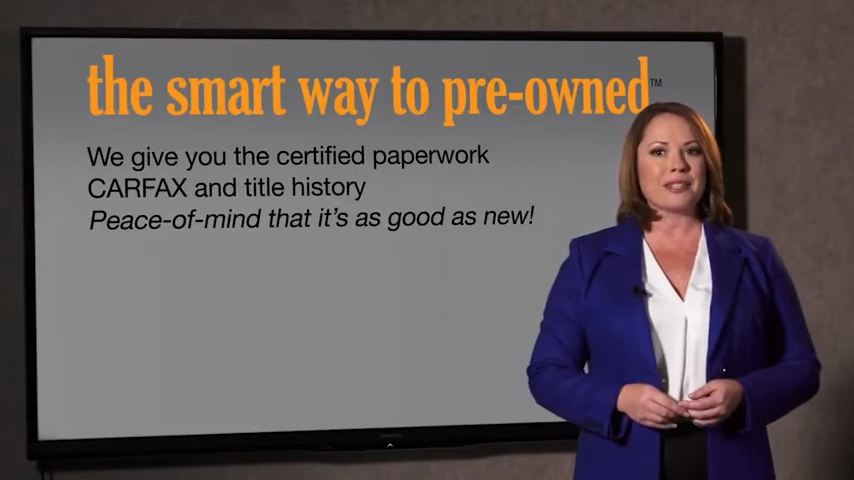 the smart way to pre-owned™
We give you the certified paperwork
CARFAX and title history
Peace-of-mind that it's as good as new!